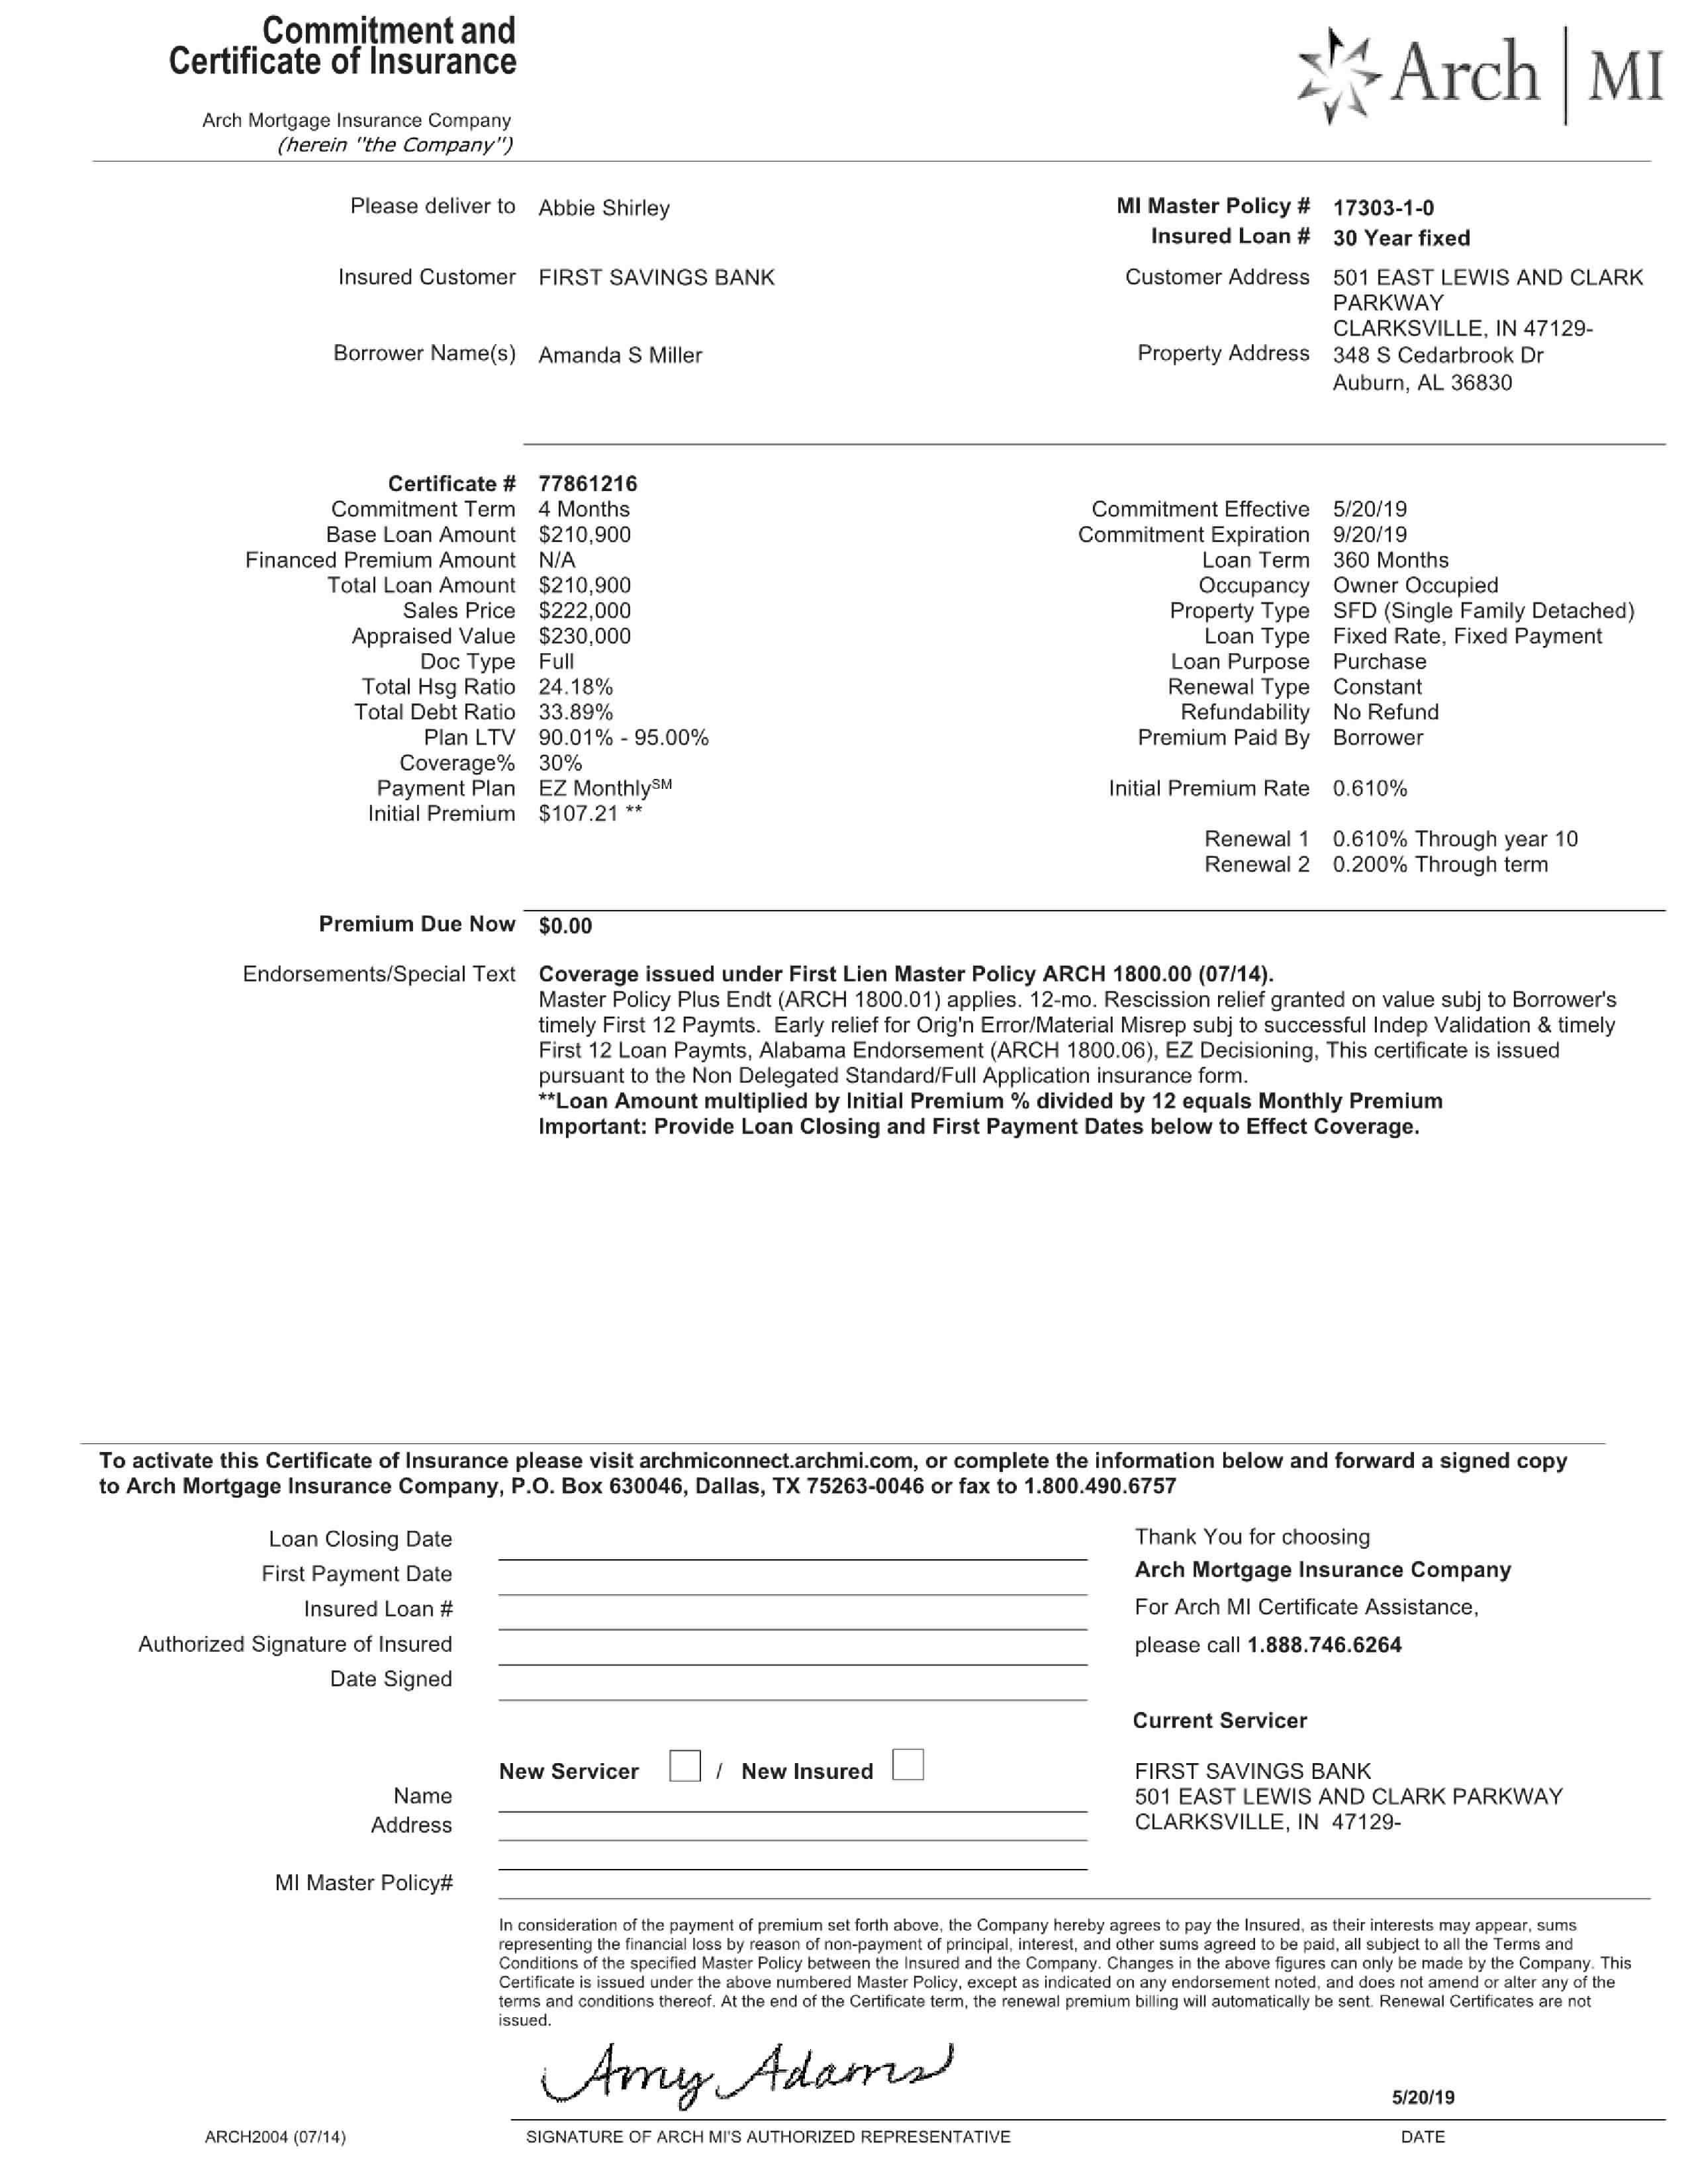 Commitment and
Certificate of Insurance
Arch | MI
Arch Mortgage Insurance Company
(herein "the Company")
Please deliver to Abbie Shirley
MI Master Policy # 17303-1-0
Insured Loan # 30 Year fixed
Insured Customer FIRST SAVINGS BANK
Customer Address 501 EAST LEWIS AND CLARK
PARKWAY
CLARKSVILLE, IN 47129-
Borrower Name(s) Amanda S Miller
Property Address 348 S Cedarbrook Dr
Auburn, AL 36830
Certificate # 77861216
Commitment Term 4 Months
Commitment Effective 5/20/19
Base Loan Amount $210,900
Commitment Expiration 9/20/19
Financed Premium Amount N/A
Loan Term 360 Months
Total Loan Amount $210,900
Occupancy Owner Occupied
Sales Price $222,000
Property Type SFD (Single Family Detached)
Appraised Value $230,000
Loan Type Fixed Rate, Fixed Payment
Doc Type Full
Loan Purpose Purchase
Total Hsg Ratio 24.18%
Renewal Type Constant
Total Debt Ratio 33.89%
Refundability No Refund
Plan LTV 90.01% - 95.00%
Premium Paid By Borrower
Coverage% 30%
Payment Plan EZ Monthly℠
Initial Premium Rate 0.610%
Initial Premium $107.21 **
Renewal 1 0.610% Through year 10
Renewal 2 0.200% Through term
Premium Due Now $0.00
Endorsements/Special Text Coverage issued under First Lien Master Policy ARCH 1800.00 (07/14).
Master Policy Plus Endt (ARCH 1800.01) applies. 12-mo. Rescission relief granted on value subj to Borrower's
timely First 12 Paymts. Early relief for Orig'n Error/Material Misrep subj to successful Indep Validation & timely
First 12 Loan Paymts, Alabama Endorsement (ARCH 1800.06), EZ Decisioning, This certificate is issued
pursuant to the Non Delegated Standard/Full Application insurance form.
**Loan Amount multiplied by Initial Premium % divided by 12 equals Monthly Premium
Important: Provide Loan Closing and First Payment Dates below to Effect Coverage.
To activate this Certificate of Insurance please visit archmiconnect.archmi.com, or complete the information below and forward a signed copy
to Arch Mortgage Insurance Company, P.O. Box 630046, Dallas, TX 75263-0046 or fax to 1.800.490.6757
Loan Closing Date
First Payment Date
Insured Loan #
Authorized Signature of Insured
Date Signed
Thank You for choosing
Arch Mortgage Insurance Company
For Arch MI Certificate Assistance,
please call 1.888.746.6264
Current Servicer
New Servicer / New Insured
FIRST SAVINGS BANK
501 EAST LEWIS AND CLARK PARKWAY
CLARKSVILLE, IN 47129-
Name
Address
MI Master Policy#
In consideration of the payment of premium set forth above, the Company hereby agrees to pay the Insured, as their interests may appear, sums
representing the financial loss by reason of non-payment of principal, interest, and other sums agreed to be paid, all subject to all the Terms and
Conditions of the specified Master Policy between the Insured and the Company. Changes in the above figures can only be made by the Company. This
Certificate is issued under the above numbered Master Policy, except as indicated on any endorsement noted, and does not amend or alter any of the
terms and conditions thereof. At the end of the Certificate term, the renewal premium billing will automatically be sent. Renewal Certificates are not
issued.
Amy Adams
5/20/19
ARCH2004 (07/14)
SIGNATURE OF ARCH MI'S AUTHORIZED REPRESENTATIVE
DATE